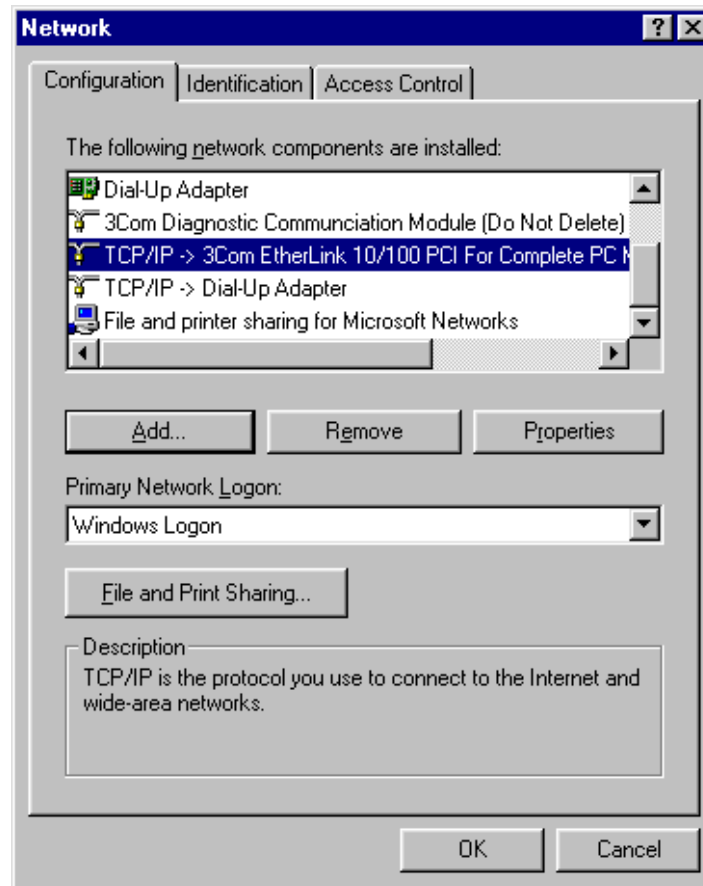 Network
Configuration Identification Access Control
The following network components are installed:
Dial-Up Adapter
3Com Diagnostic Communciation Module (Do Not Delete)
TCP/IP -> 3Com EtherLink 10/100 PCI For Complete PC
TCP/IP -> Dial-Up Adapter
File and printer sharing for Microsoft Networks
Add... Remove Properties
Primary Network Logon:
Windows Logon
File and Print Sharing...
Description
TCP/IP is the protocol you use to connect to the Internet and
wide-area networks.
OK Cancel